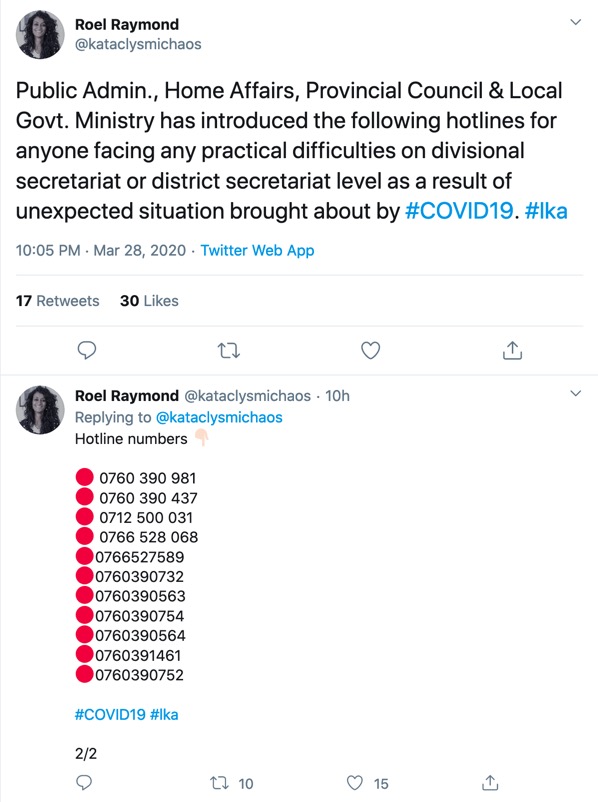 Roel Raymond
@kataclysmichaos
Public Admin., Home Affairs, Provincial Council & Local
Govt. Ministry has introduced the following hotlines for
anyone facing any practical difficulties on divisional
secretariat or district secretariat level as a result of
unexpected situation brought about by #COVID19. #lka
10:05 PM · Mar 28, 2020 · Twitter Web App
17 Retweets 30 Likes
Roel Raymond @kataclysmichaos · 10h
Replying to @kataclysmichaos
Hotline numbers 👇🏻
🔴 0760 390 981
🔴 0760 390 437
🔴 0712 500 031
🔴 0766 528 068
🔴0766527589
🔴0760390732
🔴0760390563
🔴0760390754
🔴0760390564
🔴0760391461
🔴0760390752
#COVID19 #lka
2/2
10 15